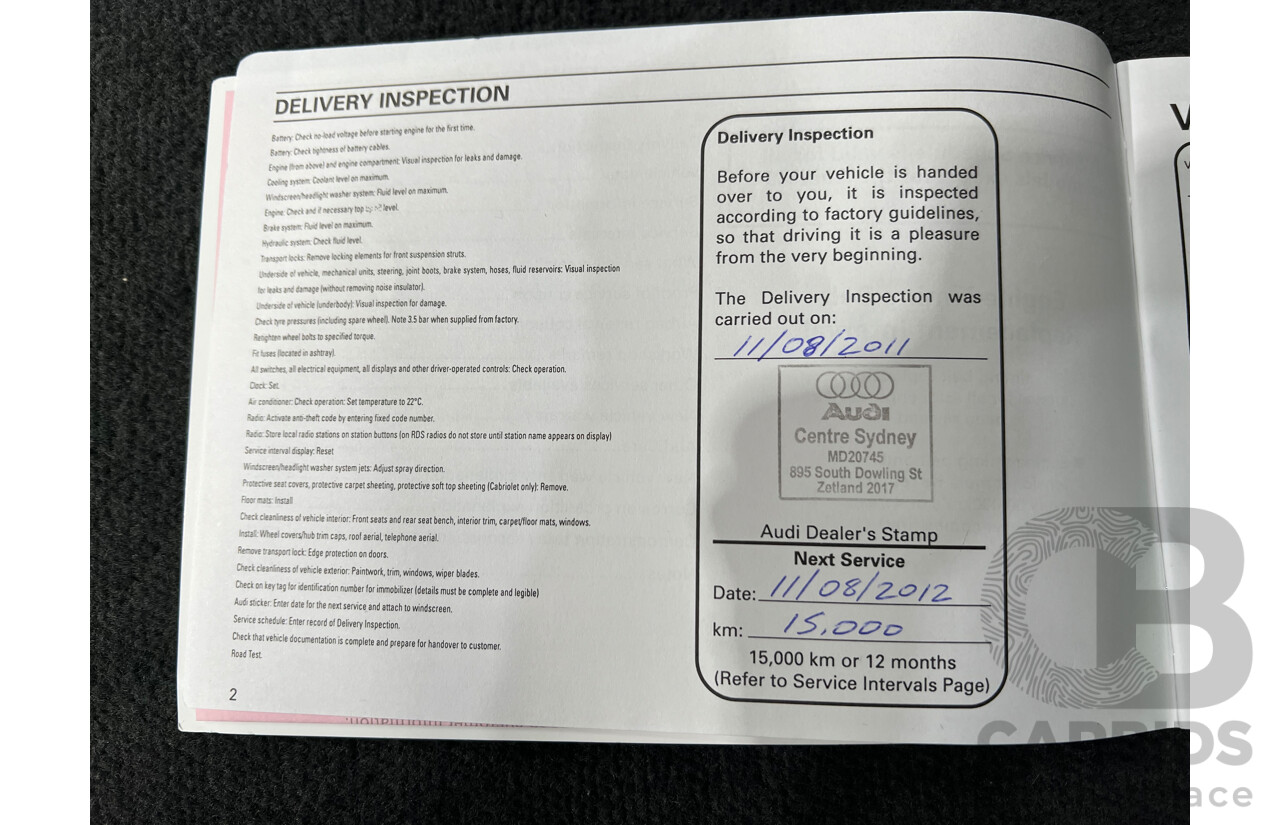 DELIVERY INSPECTION
Battery: Check no-load voltage before starting engine for the first time.
Battery: Check tightness of battery cables.
Engine (from above) and engine compartment: Visual inspection for leaks and damage.
Cooling system: Coolant level on maximum.
Windscreen/headlight washer system: Fluid level on maximum.
Engine: Check and if necessary top level.
Brake system: Fluid level on maximum.
Hydraulic system: Check fluid level.
Transport locks: Remove locking elements for front suspension struts.
Underside of vehicle, mechanical units, steering, joint boots, brake system, hoses, fluid reservoirs: Visual inspection
for leaks and damage (without removing noise insulator).
Underside of vehicle (underbody): Visual inspection for damage.
Check tyre pressures (including spare wheel). Note 3.5 bar when supplied from factory.
Retighten wheel bolts to specified torque.
Fit fuses (located in ashtray).
All switches, all electrical equipment, all displays and other driver-operated controls: Check operation.
Clock: Set.
Air conditioner: Check operation: Set temperature to 22°C.
Radio: Activate anti-theft code by entering fixed code number.
Radio: Store local radio stations on station buttons (on RDS radios do not store until station name appears on display)
Service interval display: Reset
Windscreen/headlight washer system jets: Adjust spray direction.
Protective seat covers, protective carpet sheeting, protective soft top sheeting (Cabriolet only): Remove.
Floor mats: Install
Check cleanliness of vehicle interior: Front seats and rear seat bench, interior trim, carpet/floor mats, windows.
Install: Wheel covers/hub trim caps, roof aerial, telephone aerial.
Remove transport lock: Edge protection on doors.
Check cleanliness of vehicle exterior: Paintwork, trim, windows, wiper blades.
Check on key tag for identification number for immobilizer (details must be complete and legible)
Audi sticker: Enter date for the next service and attach to windscreen.
Service schedule: Enter record of Delivery Inspection.
Check that vehicle documentation is complete and prepare for handover to customer.
Road Test.
2
Delivery Inspection
Before your vehicle is handed
over to you, it is inspected
according to factory guidelines,
so that driving it is a pleasure
from the very beginning.
The Delivery Inspection was
carried out on:
11/08/2011
Audi
Centre Sydney
MD20745
895 South Dowling St
Zetland 2017
Audi Dealer's Stamp
Next Service
Date: 11/08/2012
km: 15,000
15,000 km or 12 months
(Refer to Service Intervals Page)
CB
CARBIDS
ace